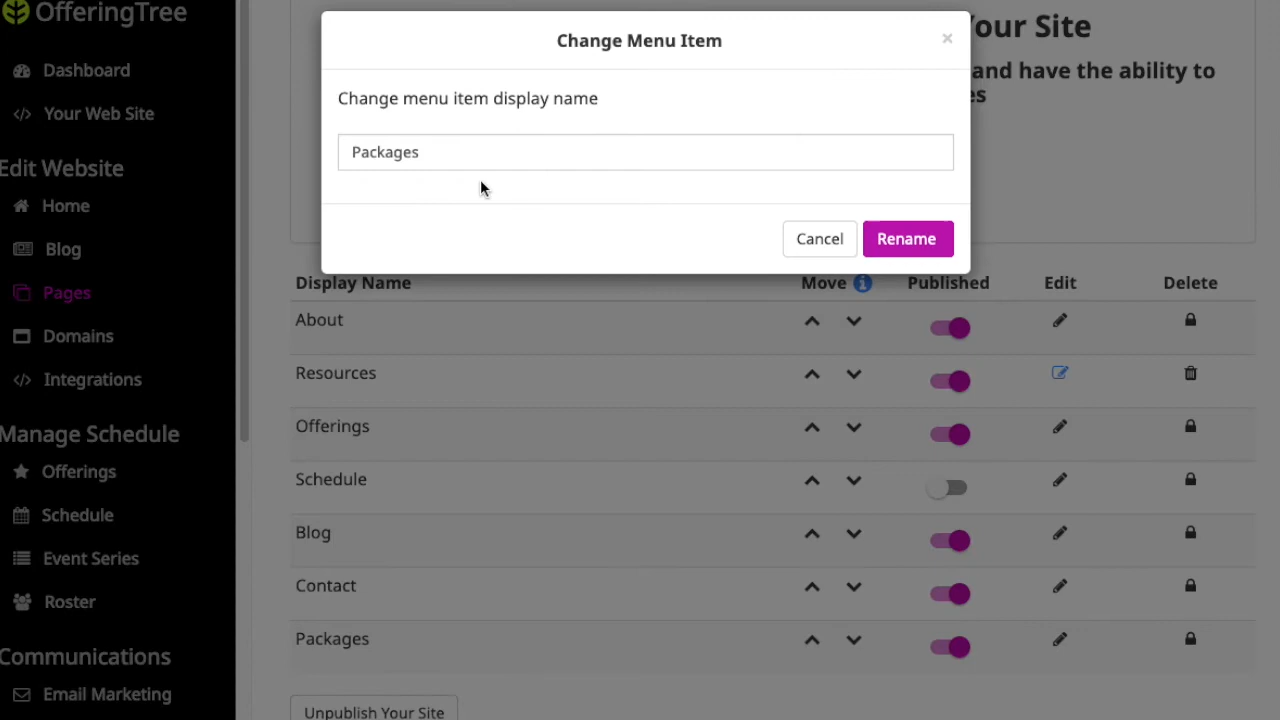 OfferingTree
Dashboard
Your Web Site
Edit Website
Home
Blog
Pages
Domains
Integrations
Manage Schedule
Offerings
Schedule
Event Series
Roster
Communications
Email Marketing
Change Menu Item
×
Change menu item display name
Packages
Cancel
Rename
Your Site
and have the ability to
es
Display Name Move Published Edit Delete
About
Resources
Offerings
Schedule
Blog
Contact
Packages
Unpublish Your Site